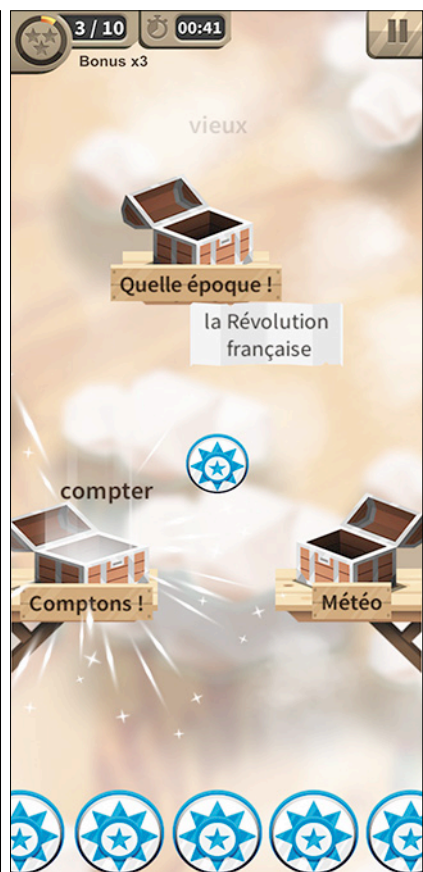 3 / 10
00:41
Bonus x3
vieux
Quelle époque !
la Révolution
française
compter
Comptons !
Météo